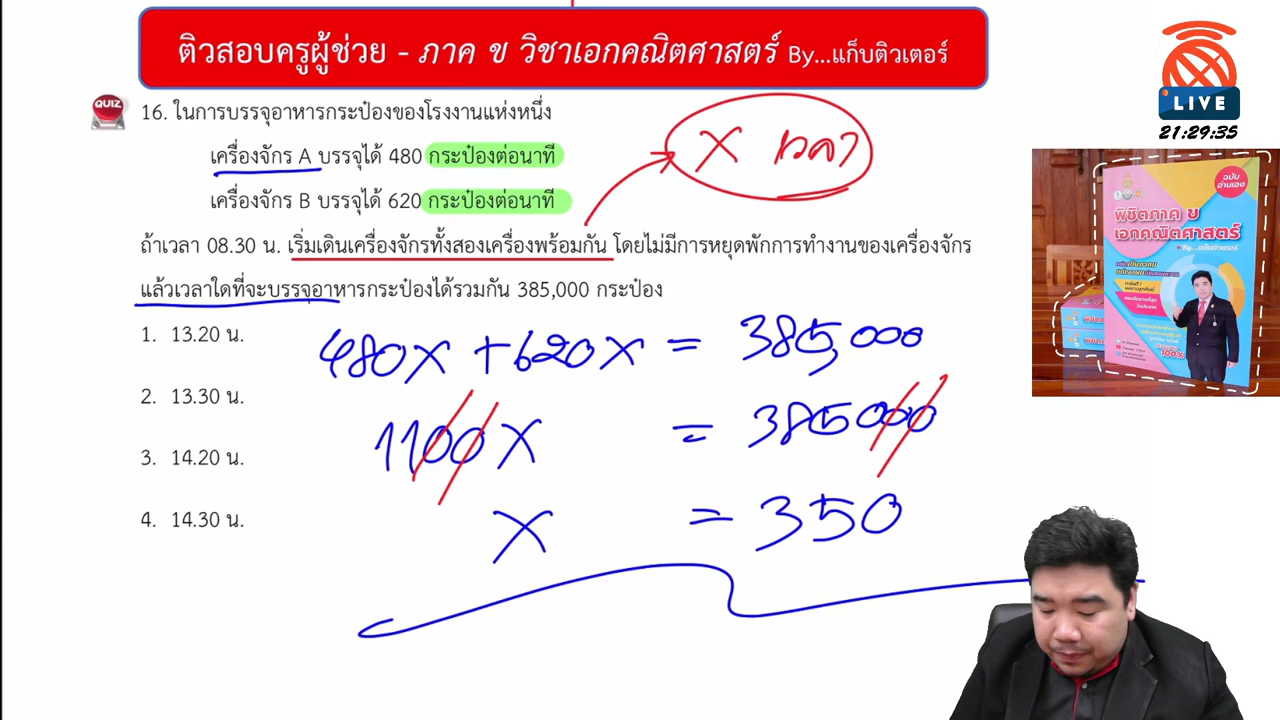 ติวสอบครูผู้ช่วย - ภาค ข วิชาเอกคณิตศาสตร์ By...แก็บติวเตอร์
LIVE
21:29:35
QUIZ
16. ในการบรรจุอาหารกระป๋องของโรงงานแห่งหนึ่ง
เครื่องจักร A บรรจุได้ 480 กระป๋องต่อนาที
เครื่องจักร B บรรจุได้ 620 กระป๋องต่อนาที
X เวลา
ถ้าเวลา 08.30 น. เริ่มเดินเครื่องจักรทั้งสองเครื่องพร้อมกัน โดยไม่มีการหยุดพักการทำงานของเครื่องจักร
แล้วเวลาใดที่จะบรรจุอาหารกระป๋องได้รวมกัน 385,000 กระป๋อง
1. 13.20 น.
2. 13.30 น.
3. 14.20 น.
4. 14.30 น.
480X + 620X = 385,000
1100X = 385000
X = 350
ฉบับ
อ่านเอง
พิชิตภาค ข
เอกคณิตศาสตร์
By...แก็บติวเตอร์
100%